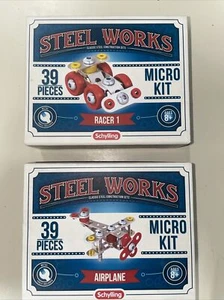 STEEL WORKS
CLASSIC STEEL CONSTRUCTION SETS
39
PIECES
MICRO
KIT
8+
RACER 1
Schylling
STEEL WORKS
CLASSIC STEEL CONSTRUCTION SETS
39
PIECES
MICRO
KIT
8+
AIRPLANE
Schylling